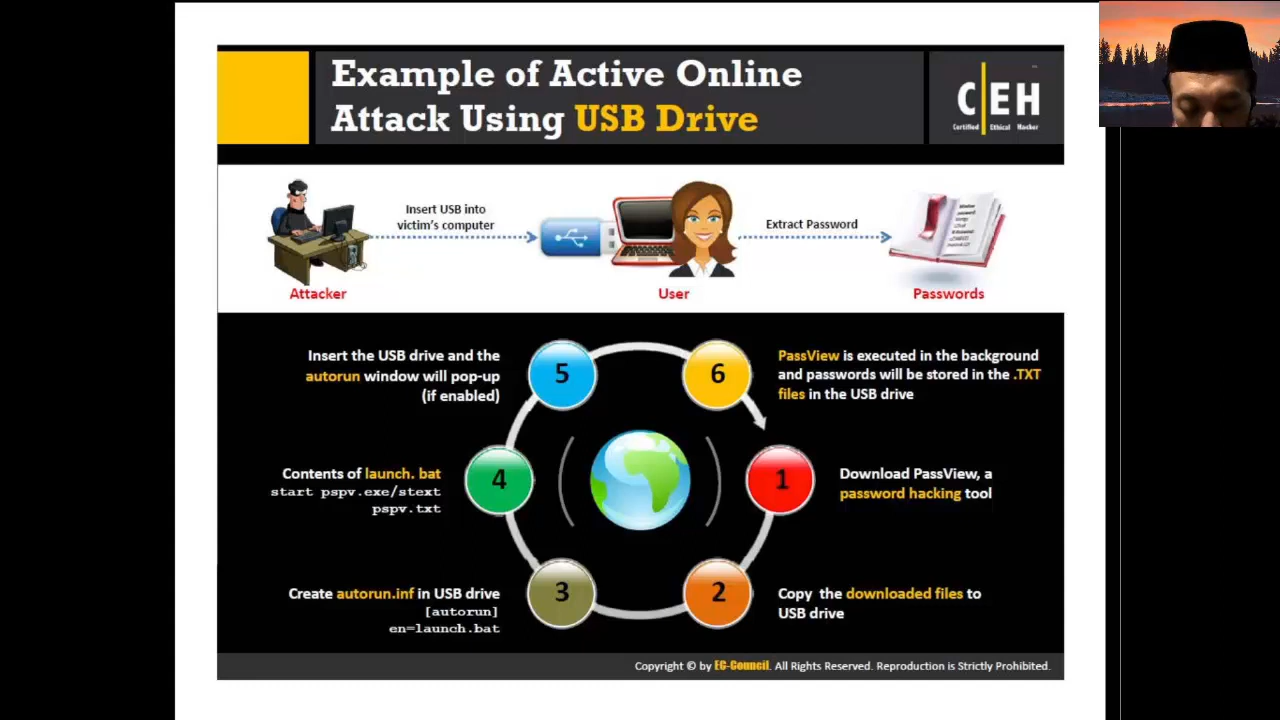 Example of Active Online
Attack Using USB Drive
C|EH
Certified Ethical Hacker
Insert USB into
victim's computer
Extract Password
Attacker
User
Passwords
Insert the USB drive and the
autorun window will pop-up
(if enabled)
5
6
PassView is executed in the background
and passwords will be stored in the .TXT
files in the USB drive
Contents of launch. bat
start pspv.exe/stext
pspv.txt
4
1
Download PassView, a
password hacking tool
Create autorun.inf in USB drive
[autorun]
en=launch.bat
3
2
Copy the downloaded files to
USB drive
Copyright © by EC-Council. All Rights Reserved. Reproduction is Strictly Prohibited.